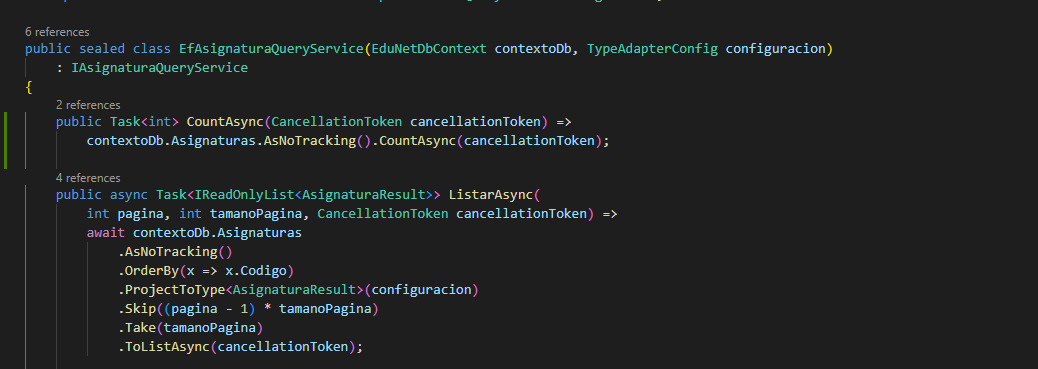 6 references
public sealed class EfAsignaturaQueryService(EduNetDbContext contextoDb, TypeAdapterConfig configuracion)
: IAsignaturaQueryService
{
2 references
public Task<int> CountAsync(CancellationToken cancellationToken) =>
contextoDb.Asignaturas.AsNoTracking().CountAsync(cancellationToken);
4 references
public async Task<IReadOnlyList<AsignaturaResult>> ListarAsync(
int pagina, int tamanoPagina, CancellationToken cancellationToken) =>
await contextoDb.Asignaturas
.AsNoTracking()
.OrderBy(x => x.Codigo)
.ProjectToType<AsignaturaResult>(configuracion)
.Skip((pagina - 1) * tamanoPagina)
.Take(tamanoPagina)
.ToListAsync(cancellationToken);